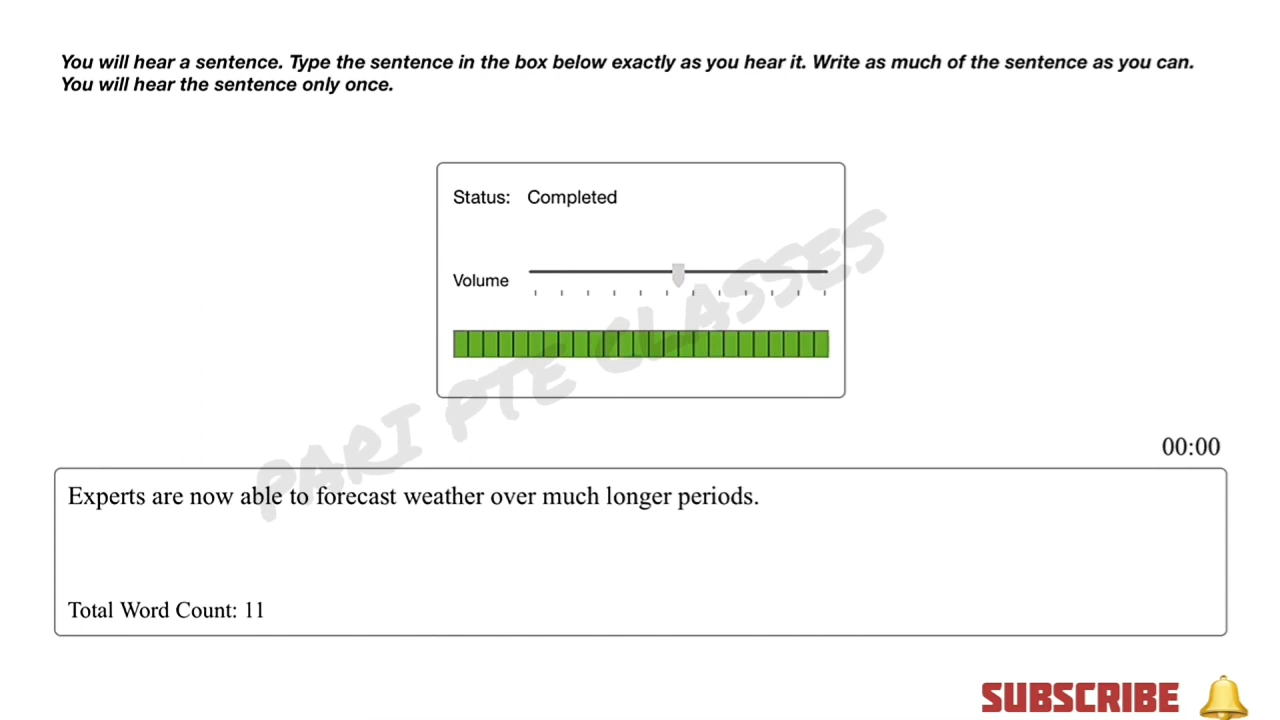 You will hear a sentence. Type the sentence in the box below exactly as you hear it. Write as much of the sentence as you can.
You will hear the sentence only once.
Status: Completed
Volume
PARI PTE CLASSES
00:00
Experts are now able to forecast weather over much longer periods.
Total Word Count: 11
SUBSCRIBE